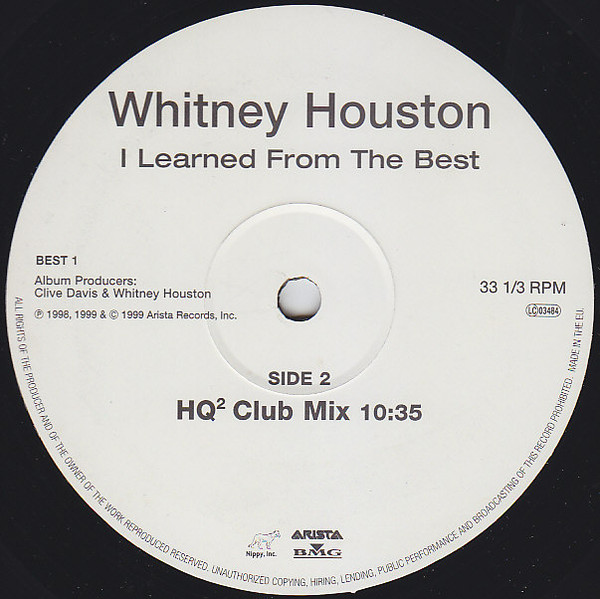 Whitney Houston
I Learned From The Best
BEST 1
Album Producers:
Clive Davis & Whitney Houston
℗ 1998, 1999 & © 1999 Arista Records, Inc.
33 1/3 RPM
LC 03484
SIDE 2
HQ² Club Mix 10:35
Nippy, Inc.
ARISTA
BMG
ALL RIGHTS OF THE PRODUCER AND OF THE OWNER OF THE WORK REPRODUCED RESERVED. UNAUTHORIZED COPYING, HIRING, LENDING, PUBLIC PERFORMANCE AND BROADCASTING OF THIS RECORD PROHIBITED. MADE IN THE EU.